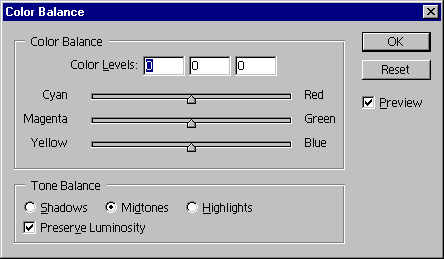 Color Balance
Color Balance
OK
Color Levels: 0 0 0
Reset
Cyan Red
Preview
Magenta Green
Yellow Blue
Tone Balance
Shadows Midtones Highlights
Preserve Luminosity